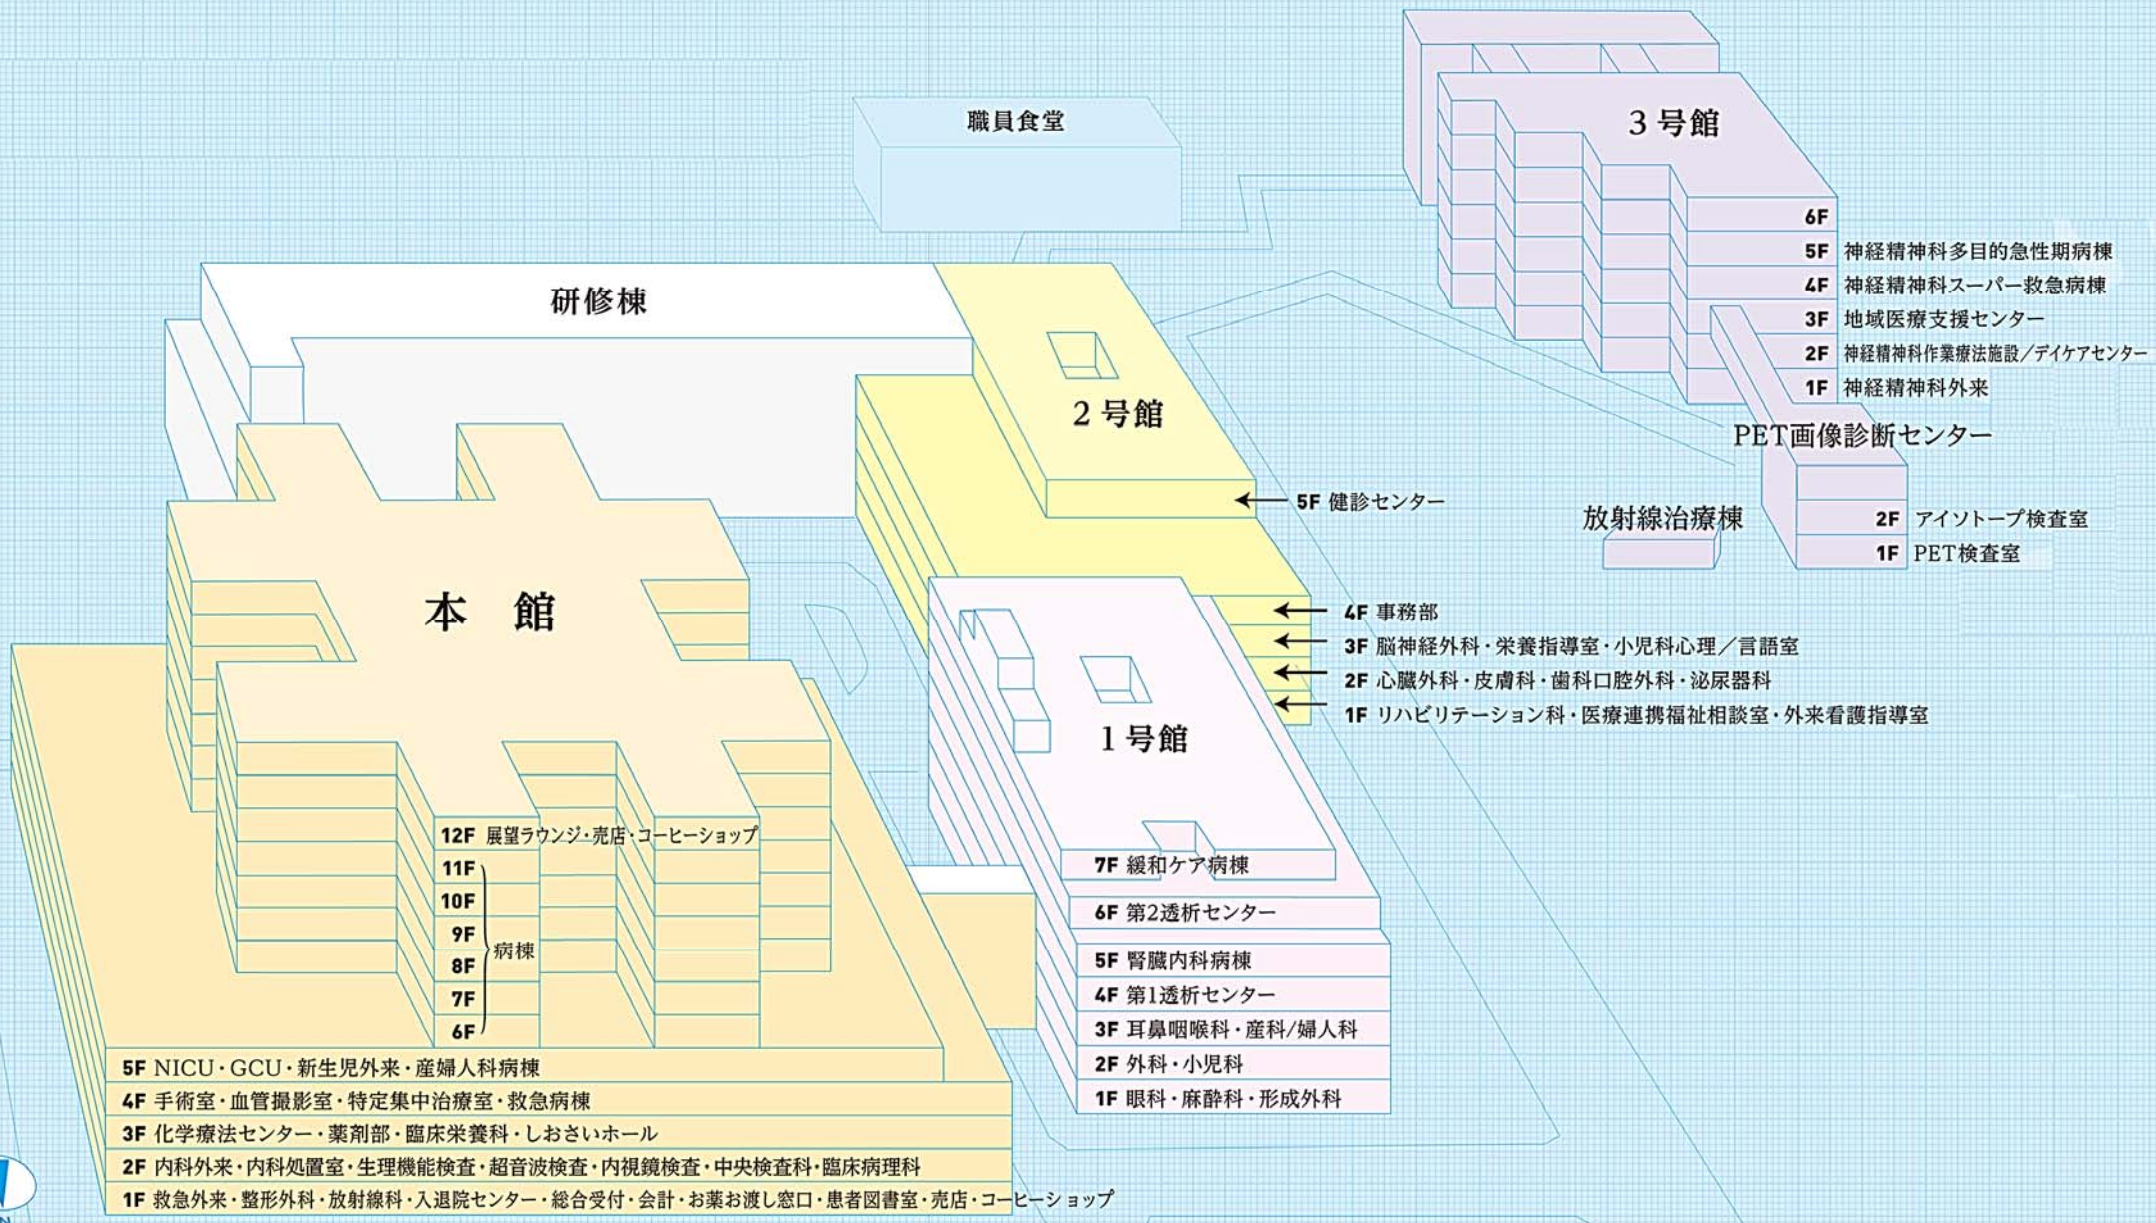 職員食堂
3号館
6F
5F 神経精神科多目的急性期病棟
4F 神経精神科スーパー救急病棟
3F 地域医療支援センター
2F 神経精神科作業療法施設／デイケアセンター
1F 神経精神科外来
PET画像診断センター
2F アイソトープ検査室
1F PET検査室
放射線治療棟
研修棟
2号館
5F 健診センター
4F 事務部
3F 脳神経外科・栄養指導室・小児科心理／言語室
2F 心臓外科・皮膚科・歯科口腔外科・泌尿器科
1F リハビリテーション科・医療連携福祉相談室・外来看護指導室
1号館
7F 緩和ケア病棟
6F 第2透析センター
5F 腎臓内科病棟
4F 第1透析センター
3F 耳鼻咽喉科・産科/婦人科
2F 外科・小児科
1F 眼科・麻酔科・形成外科
本館
12F 展望ラウンジ・売店・コーヒーショップ
11F
10F
9F
病棟
8F
7F
6F
5F NICU・GCU・新生児外来・産婦人科病棟
4F 手術室・血管撮影室・特定集中治療室・救急病棟
3F 化学療法センター・薬剤部・臨床栄養科・しおさいホール
2F 内科外来・内科処置室・生理機能検査・超音波検査・内視鏡検査・中央検査科・臨床病理科
1F 救急外来・整形外科・放射線科・入退院センター・総合受付・会計・お薬お渡し窓口・患者図書室・売店・コーヒーショップ